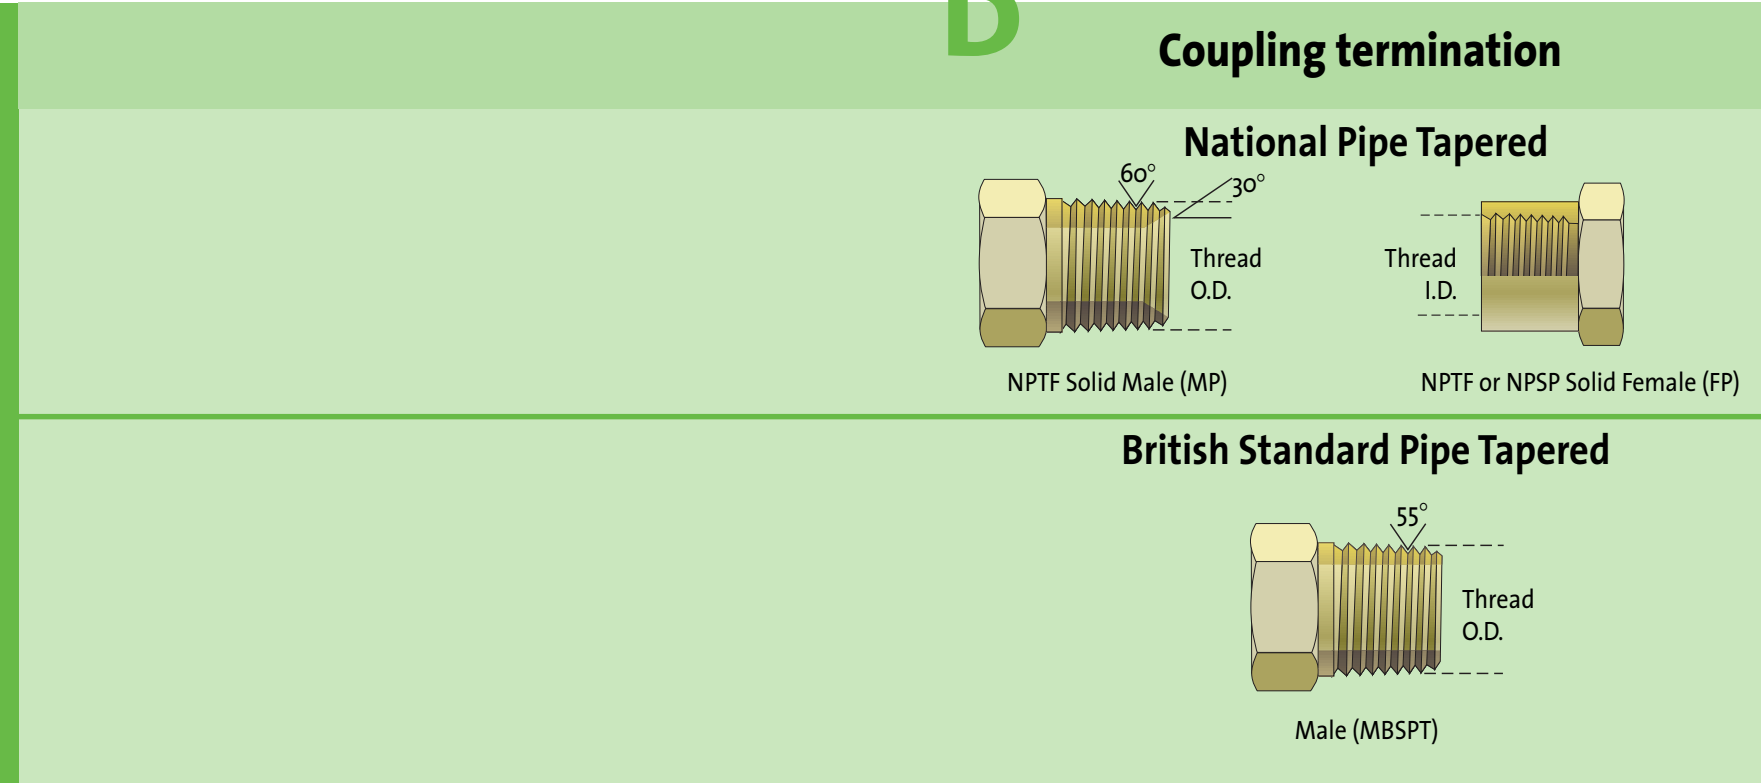 D
Coupling termination
National Pipe Tapered
60°
30°
Thread
O.D.
Thread
I.D.
NPTF Solid Male (MP)
NPTF or NPSP Solid Female (FP)
British Standard Pipe Tapered
55°
Thread
O.D.
Male (MBSPT)